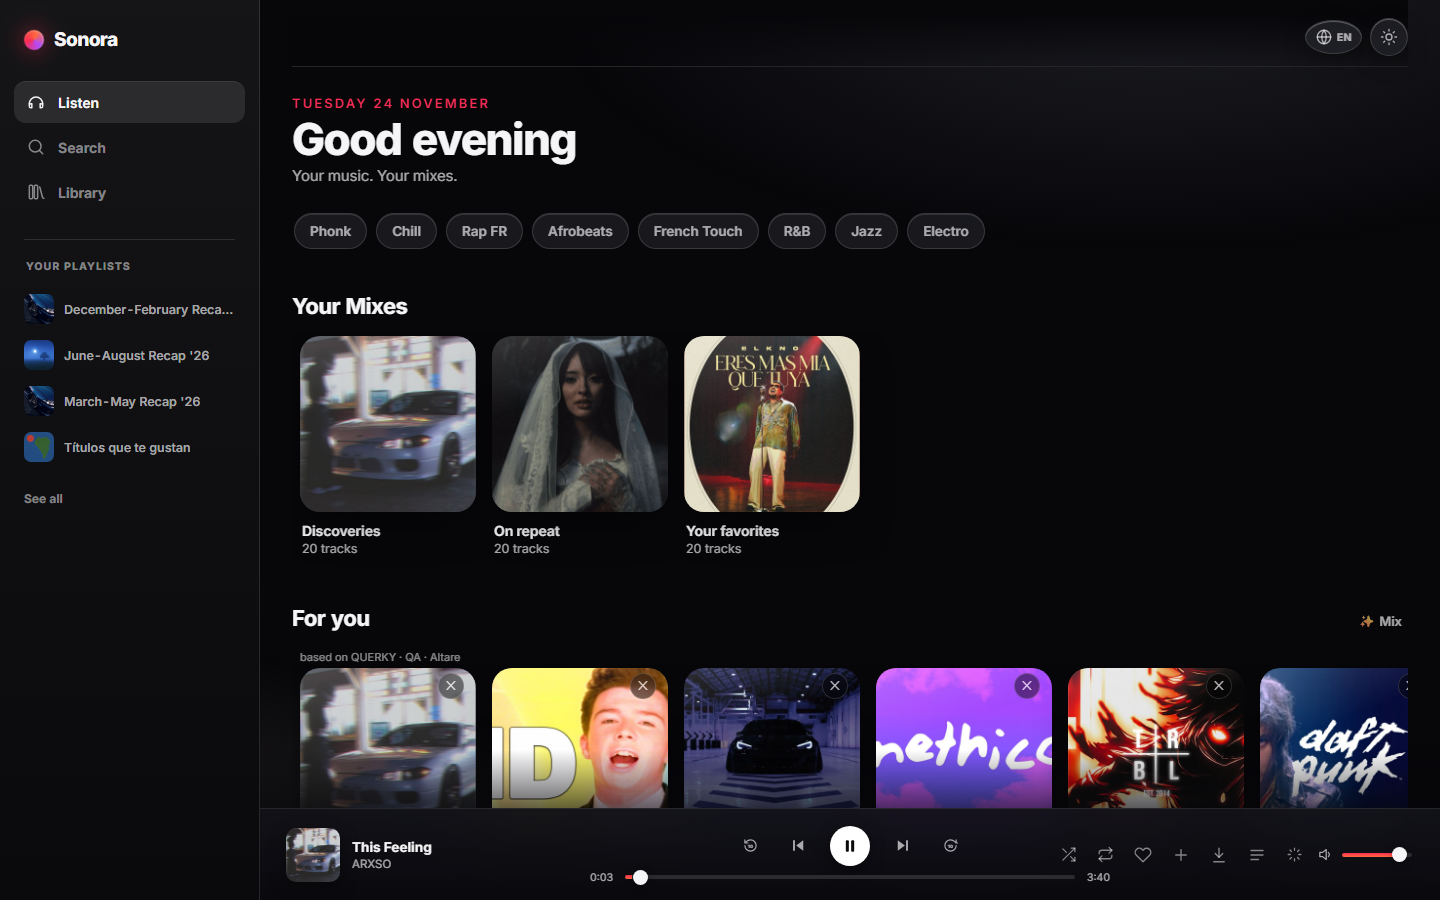 Sonora
Listen
Search
Library
YOUR PLAYLISTS
December-February Reca...
June-August Recap '26
March-May Recap '26
Títulos que te gustan
See all
EN
TUESDAY 24 NOVEMBER
Good evening
Your music. Your mixes.
Phonk
Chill
Rap FR
Afrobeats
French Touch
R&B
Jazz
Electro
Your Mixes
ELKNO
ERES MAS MIA
QUE TUYA
Discoveries
20 tracks
On repeat
20 tracks
Your favorites
20 tracks
For you
✨ Mix
based on QUERKY · QA · Altare
ID
nethica
T R
B L
daft
punk
This Feeling
ARXSO
0:03
3:40